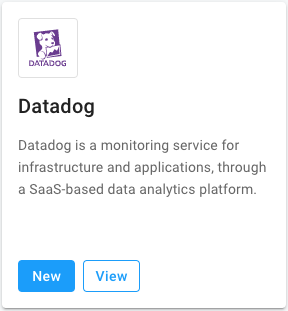 DATADOG
Datadog
Datadog is a monitoring service for
infrastructure and applications, through
a SaaS-based data analytics platform.
New View